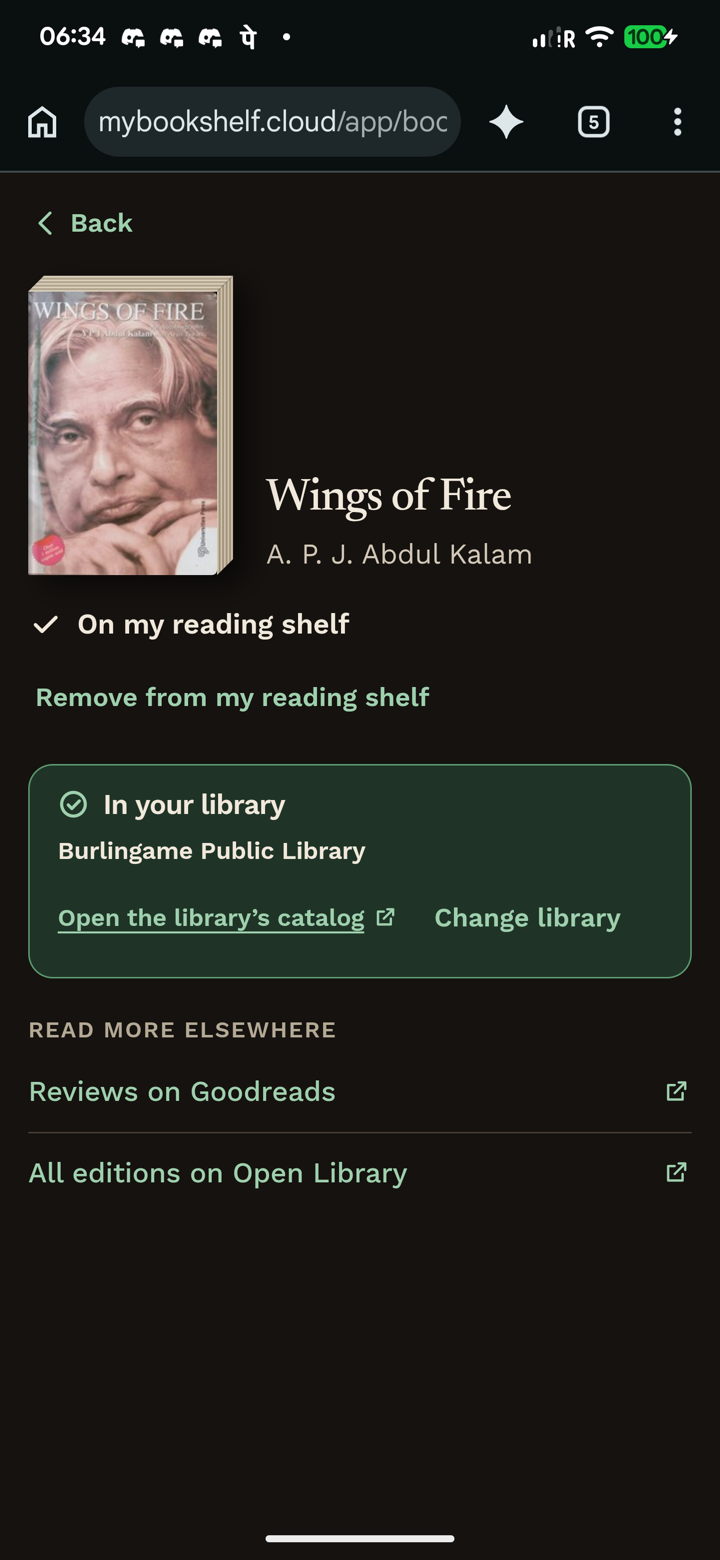 06:34 पे R 100
mybookshelf.cloud/app/boo
5
Back
WINGS OF FIRE
A P J Abdul Kalam
Wings of Fire
A. P. J. Abdul Kalam
On my reading shelf
Remove from my reading shelf
In your library
Burlingame Public Library
Open the library’s catalog
Change library
READ MORE ELSEWHERE
Reviews on Goodreads
All editions on Open Library